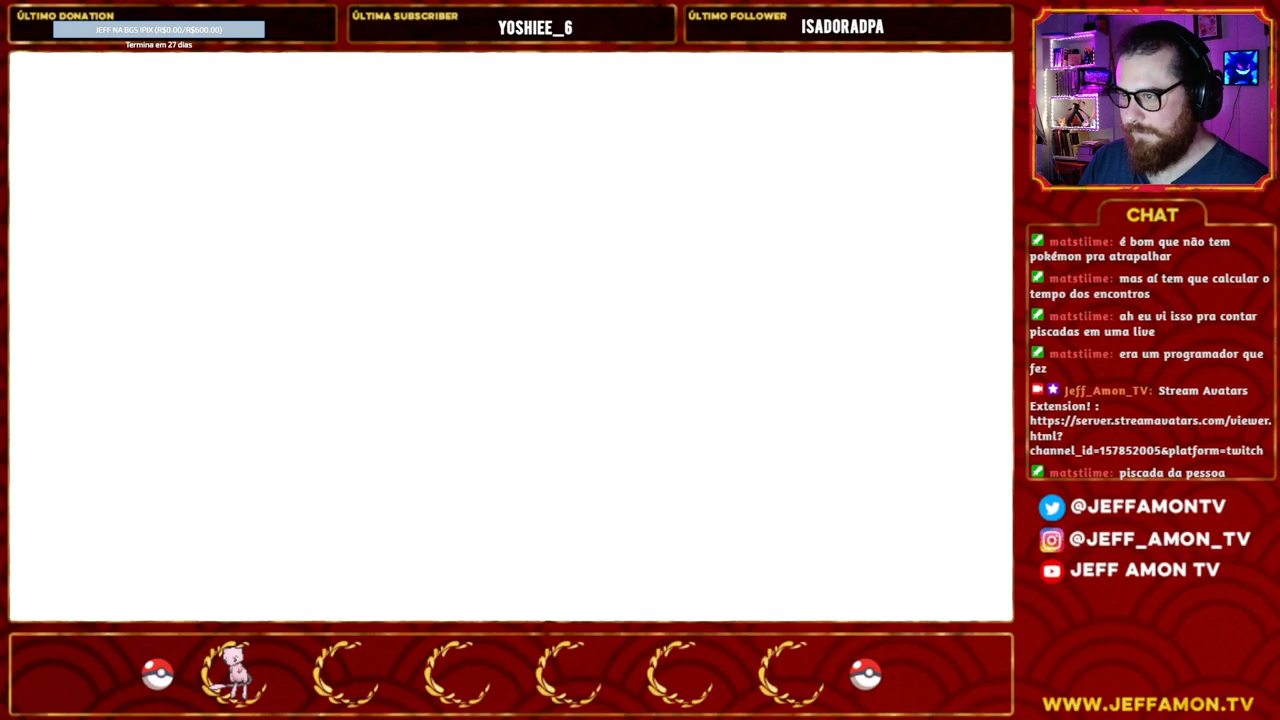 ÚLTIMO DONATION
JEFF NA BGS !PIX (R$0.00/R$600.00)
Termina em 27 dias
ÚLTIMA SUBSCRIBER
YOSHIEE_6
ÚLTIMO FOLLOWER
ISADORADPA
CHAT
matstiime: é bom que não tem
pokémon pra atrapalhar
matstiime: mas aí tem que calcular o
tempo dos encontros
matstiime: ah eu vi isso pra contar
piscadas em uma live
matstiime: era um programador que
fez
Jeff_Amon_TV: Stream Avatars
Extension! :
https://server.streamavatars.com/viewer.
html?
channel_id=157852005&platform=twitch
matstiime: piscada da pessoa
@JEFFAMONTV
@JEFF_AMON_TV
JEFF AMON TV
WWW.JEFFAMON.TV